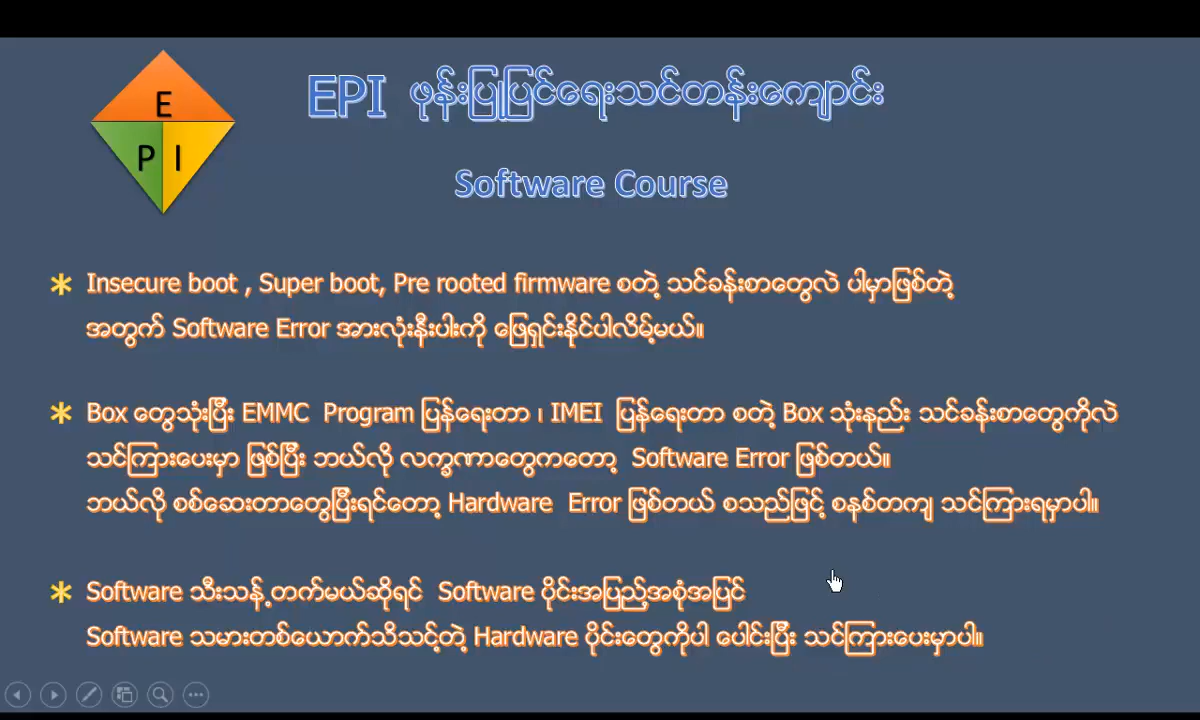 E
P I
EPI ဖုန်းပြုပြင်ရေးသင်တန်းကျောင်း
Software Course
* Insecure boot , Super boot, Pre rooted firmware စတဲ့ သင်ခန်းစာတွေလဲ ပါမှာဖြစ်တဲ့
အတွက် Software Error အားလုံးနီးပါးကို ဖြေရှင်းနိုင်ပါလိမ့်မယ်။
* Box တွေသုံးပြီး EMMC Program ပြန်ရေးတာ ၊ IMEI ပြန်ရေးတာ စတဲ့ Box သုံးနည်း သင်ခန်းစာတွေကိုလဲ
သင်ကြားပေးမှာ ဖြစ်ပြီး ဘယ်လို လက္ခဏာတွေကတော့ Software Error ဖြစ်တယ်။
ဘယ်လို စစ်ဆေးတာတွေပြီးရင်တော့ Hardware Error ဖြစ်တယ် စသည်ဖြင့် စနစ်တကျ သင်ကြားရမှာပါ။
* Software သီးသန့် တက်မယ်ဆိုရင် Software ပိုင်းအပြည့်အစုံအပြင်
Software သမားတစ်ယောက်သိသင့်တဲ့ Hardware ပိုင်းတွေကိုပါ ပေါင်းပြီး သင်ကြားပေးမှာပါ။